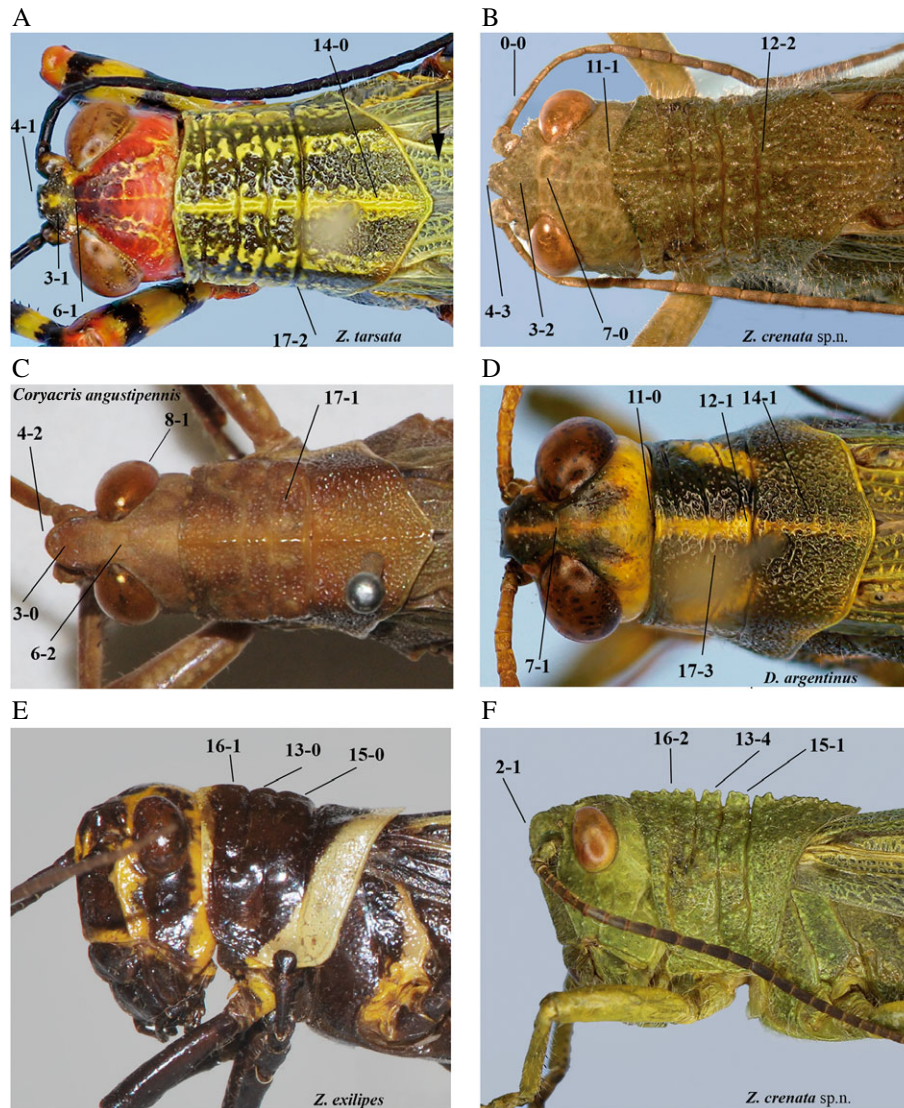 A
14-0
4-1
3-1
6-1
17-2
Z. tarsata
B
0-0
11-1
12-2
4-3
3-2
7-0
Z. crenata sp.n.
C
Coryacris angustipennis
17-1
8-1
4-2
3-0
6-2
D
11-0
12-1
14-1
7-1
17-3
D. argentinus
E
16-1
13-0
15-0
Z. exilipes
F
16-2
13-4
15-1
2-1
Z. crenata sp.n.